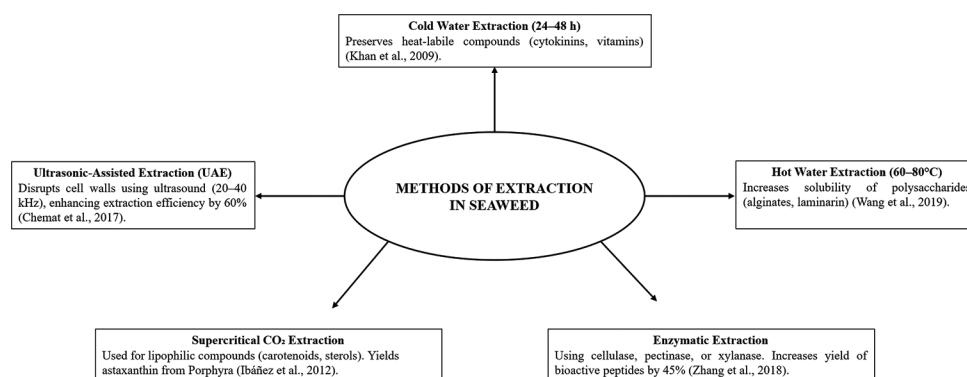 Cold Water Extraction (24–48 h)
Preserves heat-labile compounds (cytokinins, vitamins)
(Khan et al., 2009).
Ultrasonic-Assisted Extraction (UAE)
Disrupts cell walls using ultrasound (20–40
kHz), enhancing extraction efficiency by 60%
(Chemat et al., 2017).
METHODS OF EXTRACTION
IN SEAWEED
Hot Water Extraction (60–80°C)
Increases solubility of polysaccharides
(alginates, laminarin) (Wang et al., 2019).
Supercritical CO₂ Extraction
Used for lipophilic compounds (carotenoids, sterols). Yields
astaxanthin from Porphyra (Ibáñez et al., 2012).
Enzymatic Extraction
Using cellulase, pectinase, or xylanase. Increases yield of
bioactive peptides by 45% (Zhang et al., 2018).